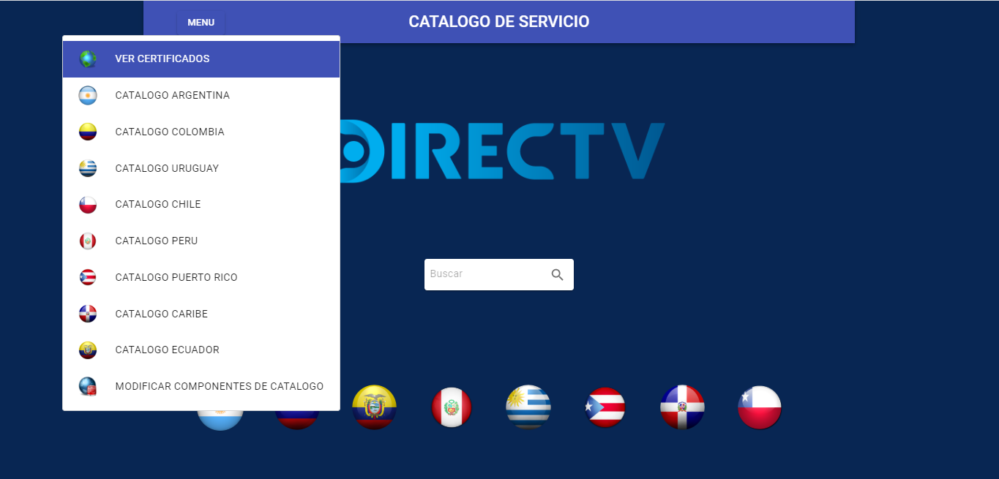 MENU
CATALOGO DE SERVICIO
VER CERTIFICADOS
CATALOGO ARGENTINA
CATALOGO COLOMBIA
CATALOGO URUGUAY
CATALOGO CHILE
CATALOGO PERU
CATALOGO PUERTO RICO
CATALOGO CARIBE
CATALOGO ECUADOR
MODIFICAR COMPONENTES DE CATALOGO
DIRECTV
Buscar